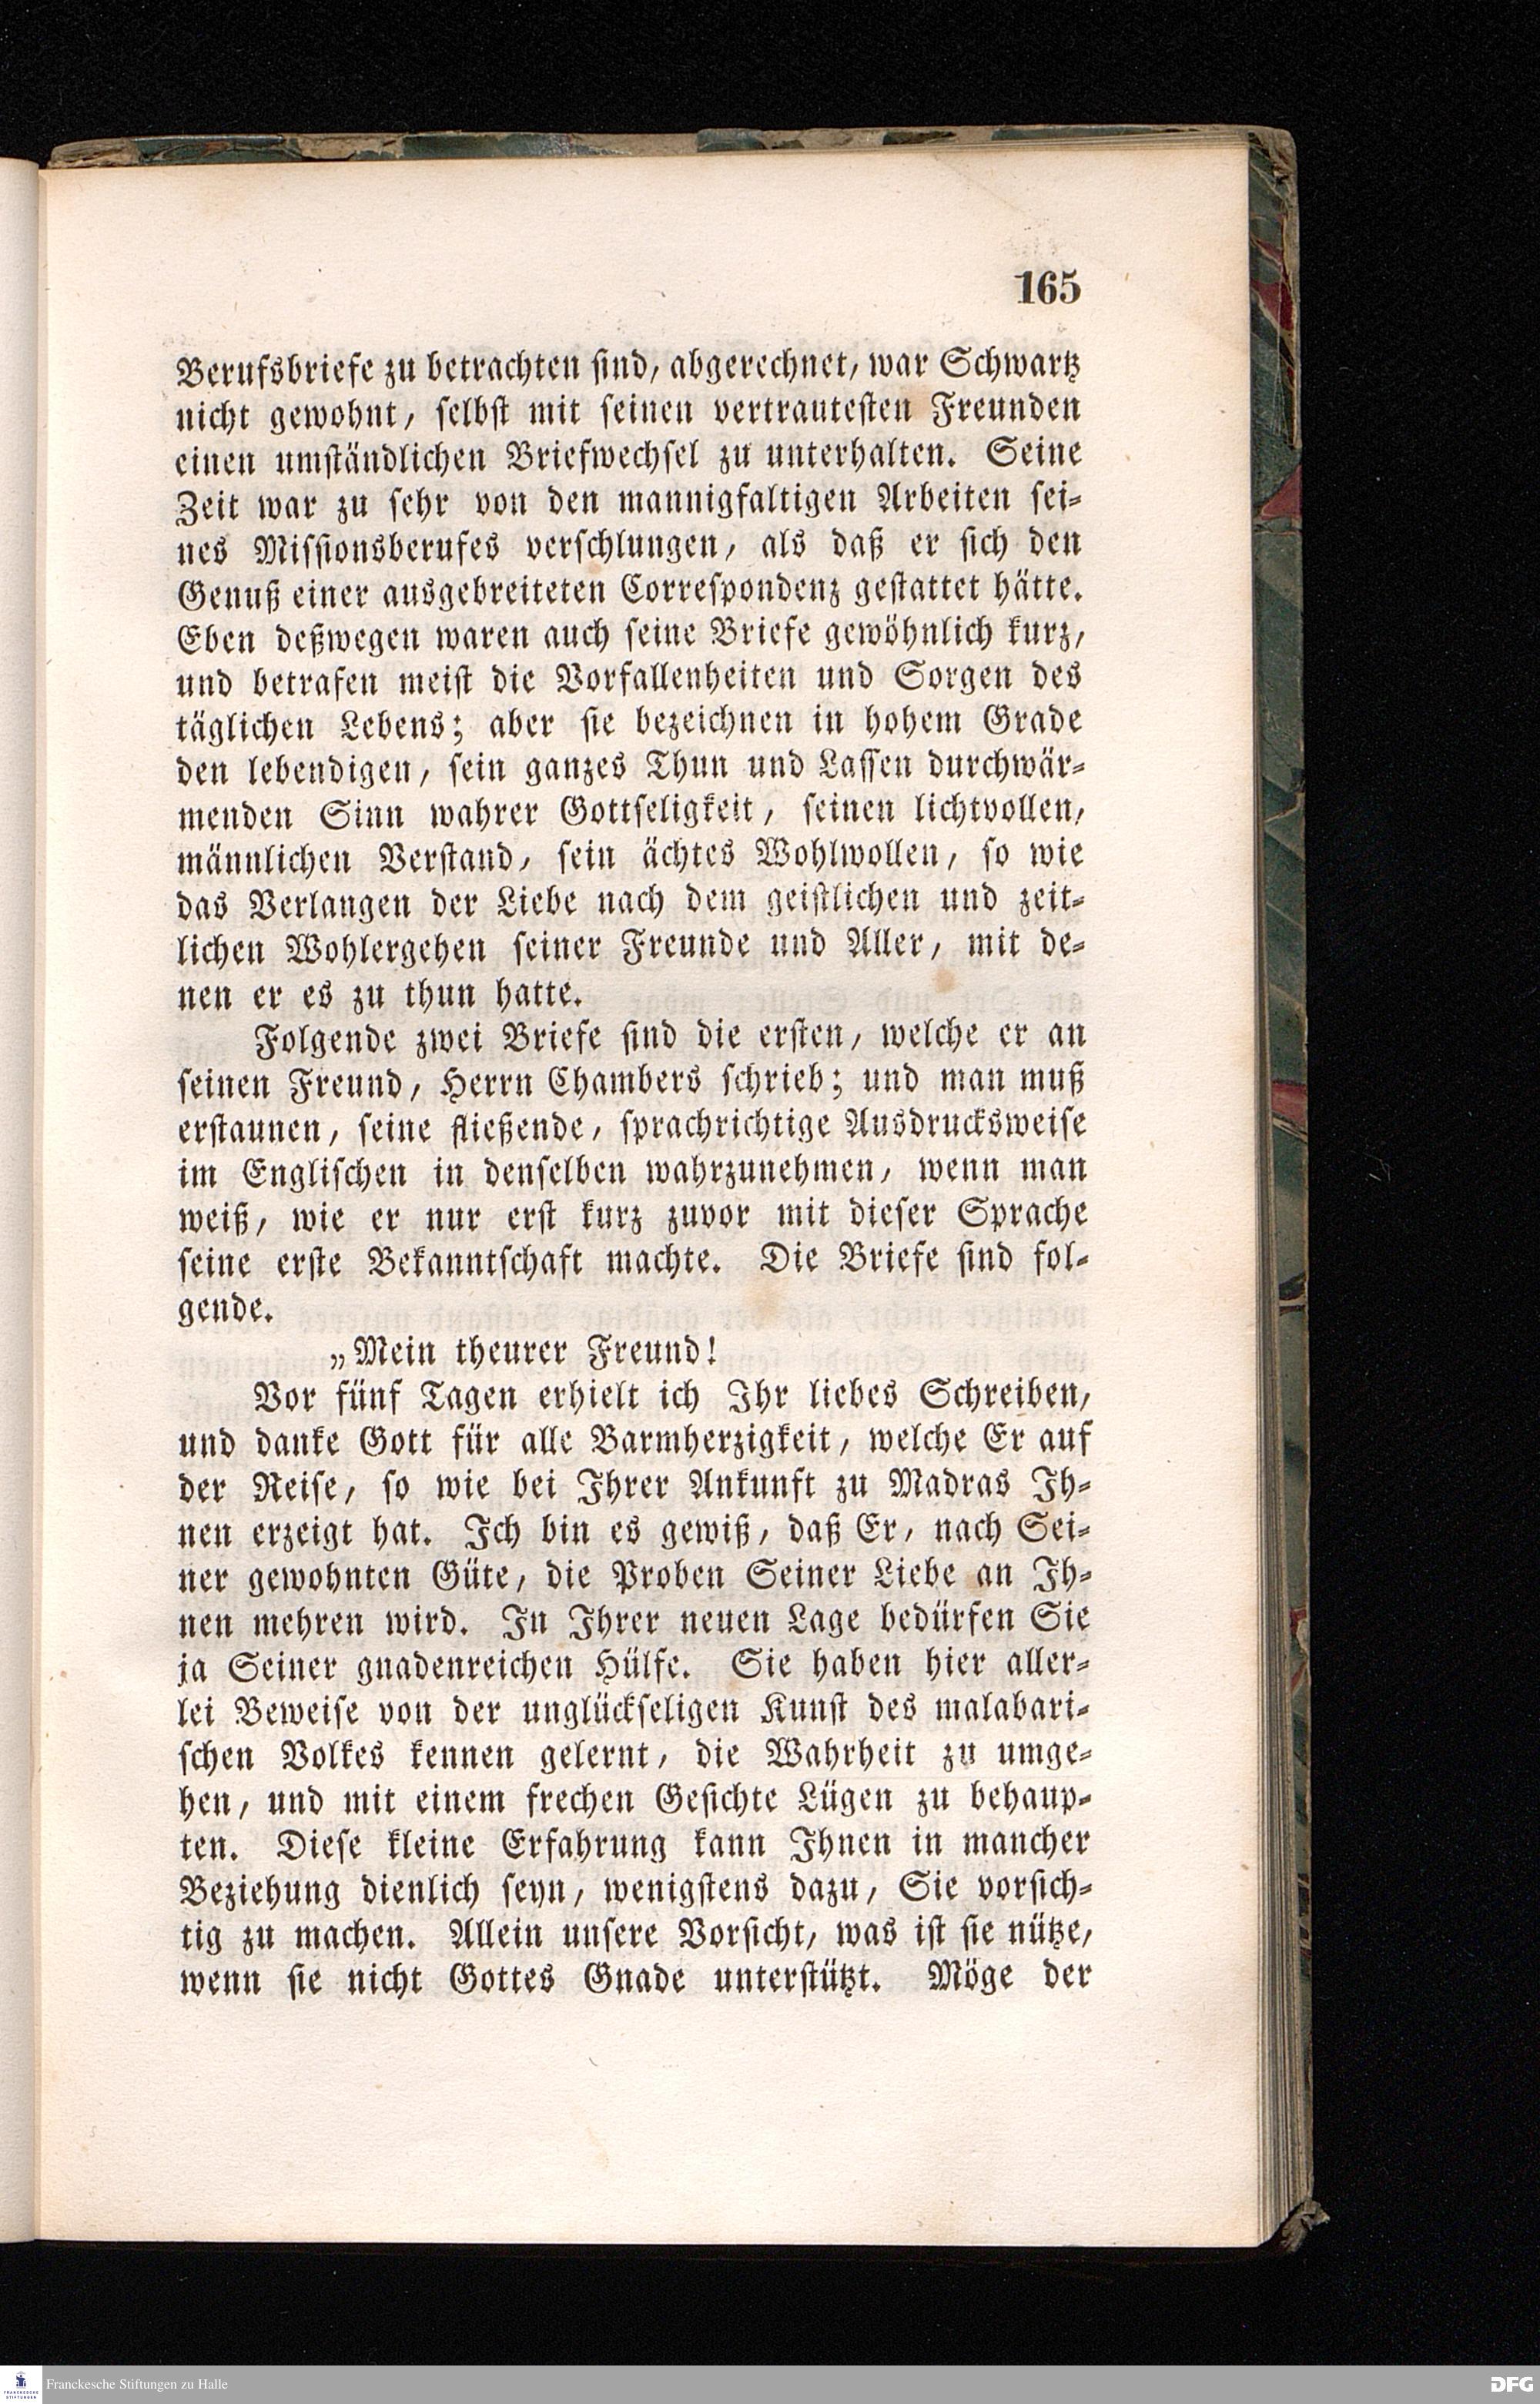 165
Berufsbriefe zu betrachten sind, abgerechnet, war Schwartz
nicht gewohnt, selbst mit seinen vertrautesten Freunden
einen umständlichen Briefwechsel zu unterhalten. Seine
Zeit war zu sehr von den mannigfaltigen Arbeiten sei-
nes Missionsberufes verschlungen, als daß er sich den
Genuß einer ausgebreiteten Correspondenz gestattet hätte.
Eben deßwegen waren auch seine Briefe gewöhnlich kurz,
und betrafen meist die Vorfallenheiten und Sorgen des
täglichen Lebens; aber sie bezeichnen in hohem Grade
den lebendigen, sein ganzes Thun und Lassen durchwär-
menden Sinn wahrer Gottseligkeit, seinen lichtvollen,
männlichen Verstand, sein ächtes Wohlwollen, so wie
das Verlangen der Liebe nach dem geistlichen und zeit-
lichen Wohlergehen seiner Freunde und Aller, mit de-
nen er es zu thun hatte.
Folgende zwei Briefe sind die ersten, welche er an
seinen Freund, Herrn Chambers schrieb; und man muß
erstaunen, seine fließende, sprachrichtige Ausdrucksweise
im Englischen in denselben wahrzunehmen, wenn man
weiß, wie er nur erst kurz zuvor mit dieser Sprache
seine erste Bekanntschaft machte. Die Briefe sind fol-
gende.
„Mein theurer Freund!
Vor fünf Tagen erhielt ich Ihr liebes Schreiben,
und danke Gott für alle Barmherzigkeit, welche Er auf
der Reise, so wie bei Ihrer Ankunft zu Madras Ih-
nen erzeigt hat. Ich bin es gewiß, daß Er, nach Sei-
ner gewohnten Güte, die Proben Seiner Liebe an Ih-
nen mehren wird. In Ihrer neuen Lage bedürfen Sie
ja Seiner gnadenreichen Hülfe. Sie haben hier aller-
lei Beweise von der unglückseligen Kunst des malabari-
schen Volkes kennen gelernt, die Wahrheit zu umge-
hen, und mit einem frechen Gesichte Lügen zu behaup-
ten. Diese kleine Erfahrung kann Ihnen in mancher
Beziehung dienlich seyn, wenigstens dazu, Sie vorsich-
tig zu machen. Allein unsere Vorsicht, was ist sie nütze,
wenn sie nicht Gottes Gnade unterstützt. Möge der
FRANCKESCHE
STIFTUNGEN
Franckesche Stiftungen zu Halle
DFG